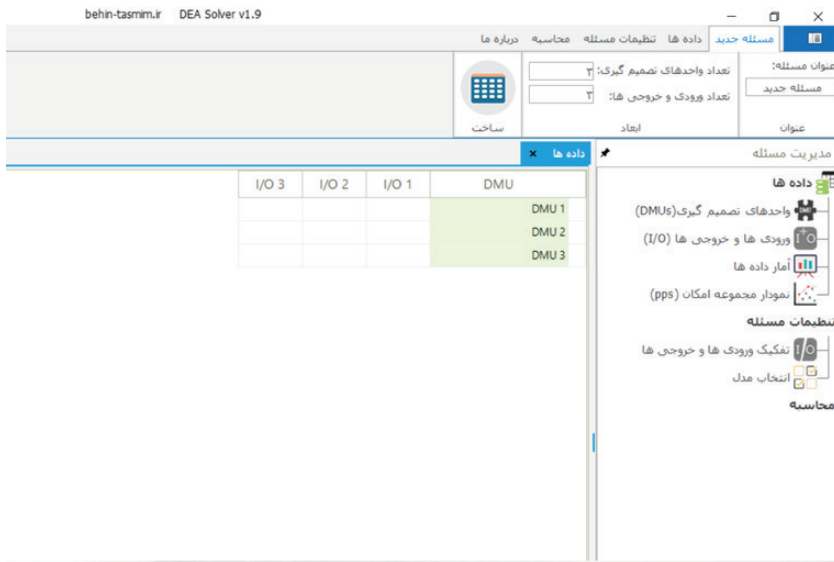 behin-tasmim.ir DEA Solver v1.9
مسئله جدید داده ها تنظیمات مسئله محاسبه درباره ما
عنوان مسئله:
مسئله جدید
عنوان
تعداد واحدهای تصمیم گیری: ۳
تعداد ورودی و خروجی ها: ۳
ابعاد
ساخت
مدیریت مسئله
داده ها
واحدهای تصمیم گیری(DMUs)
ورودی ها و خروجی ها (I/O)
آمار داده ها
نمودار مجموعه امکان (pps)
تنظیمات مسئله
تفکیک ورودی ها و خروجی ها
انتخاب مدل
محاسبه
داده ها ×
I/O 3 I/O 2 I/O 1 DMU
DMU 1
DMU 2
DMU 3